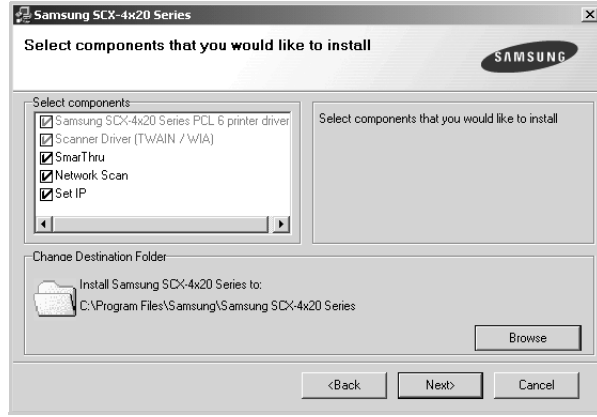 Samsung SCX-4x20 Series
Select components that you would like to install
SAMSUNG
Select components
Samsung SCX-4x20 Series PCL 6 printer driver
Scanner Driver (TWAIN / WIA)
SmarThru
Network Scan
Set IP
Select components that you would like to install
Change Destination Folder
Install Samsung SCX-4x20 Series to:
C:\Program Files\Samsung\Samsung SCX-4x20 Series
Browse
<Back
Next>
Cancel